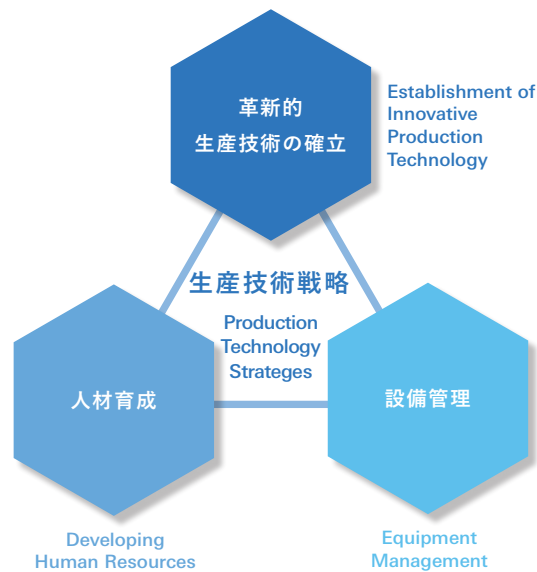 革新的
生産技術の確立
Establishment of
Innovative
Production
Technology
生産技術戦略
Production
Technology
Strateges
人材育成
設備管理
Developing
Human Resources
Equipment
Management